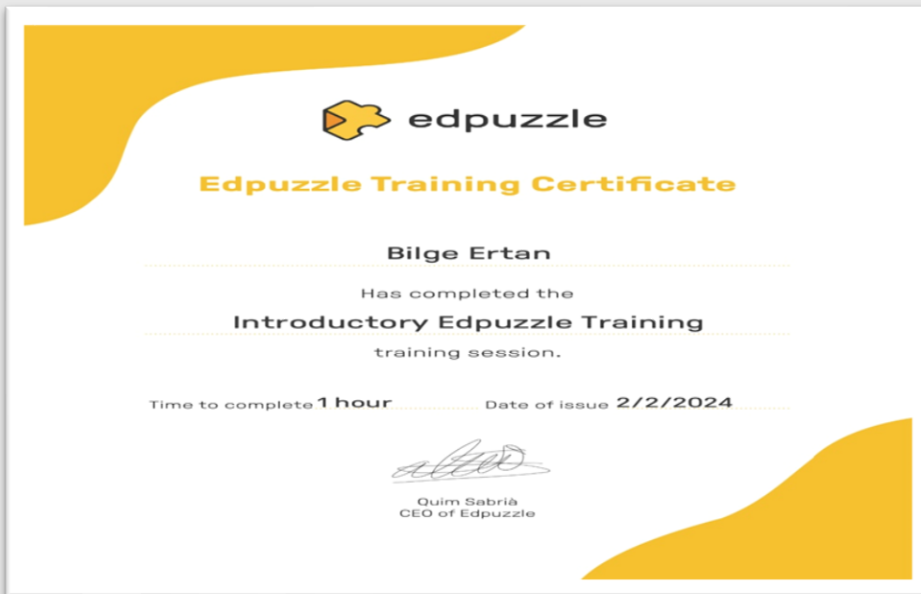 edpuzzle
Edpuzzle Training Certificate
Bilge Ertan
Has completed the
Introductory Edpuzzle Training
training session.
Time to complete 1 hour Date of issue 2/2/2024
Quim Sabrià
CEO of Edpuzzle